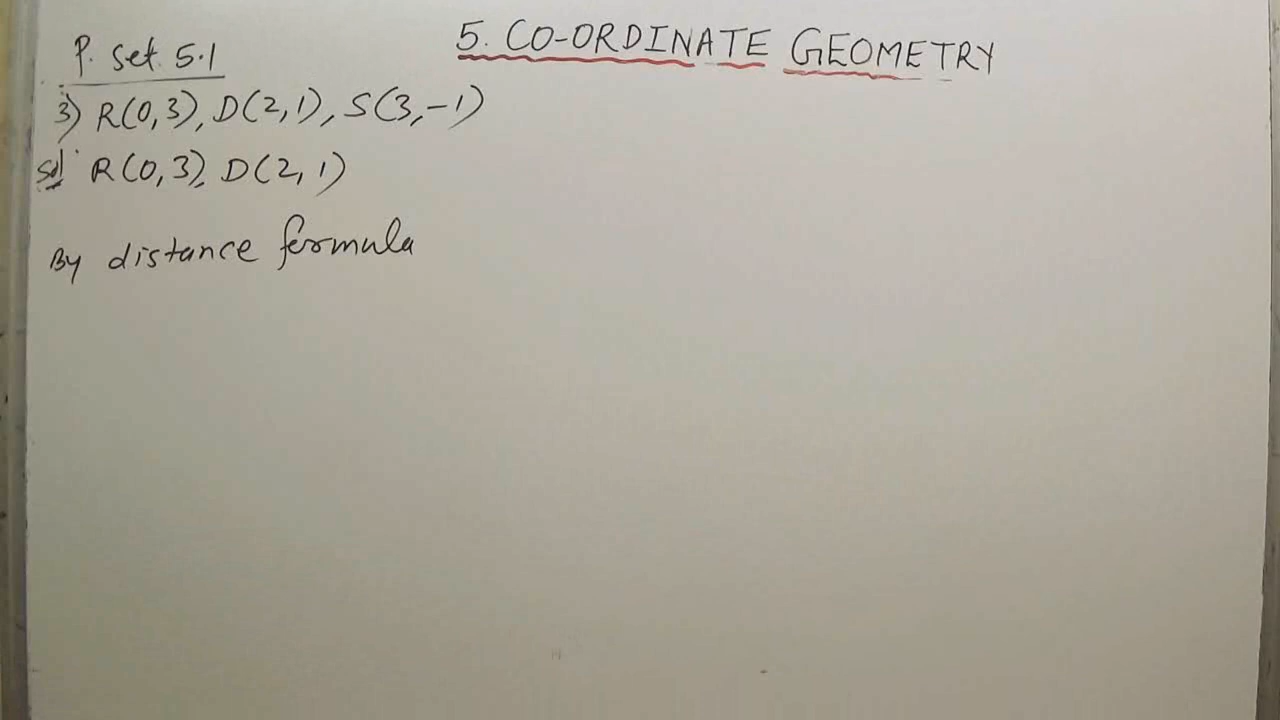 5. CO-ORDINATE GEOMETRY
P. Set 5.1
3) R(0,3), D(2,1), S(3,-1)
Sol R(0,3), D(2,1)
By distance formula